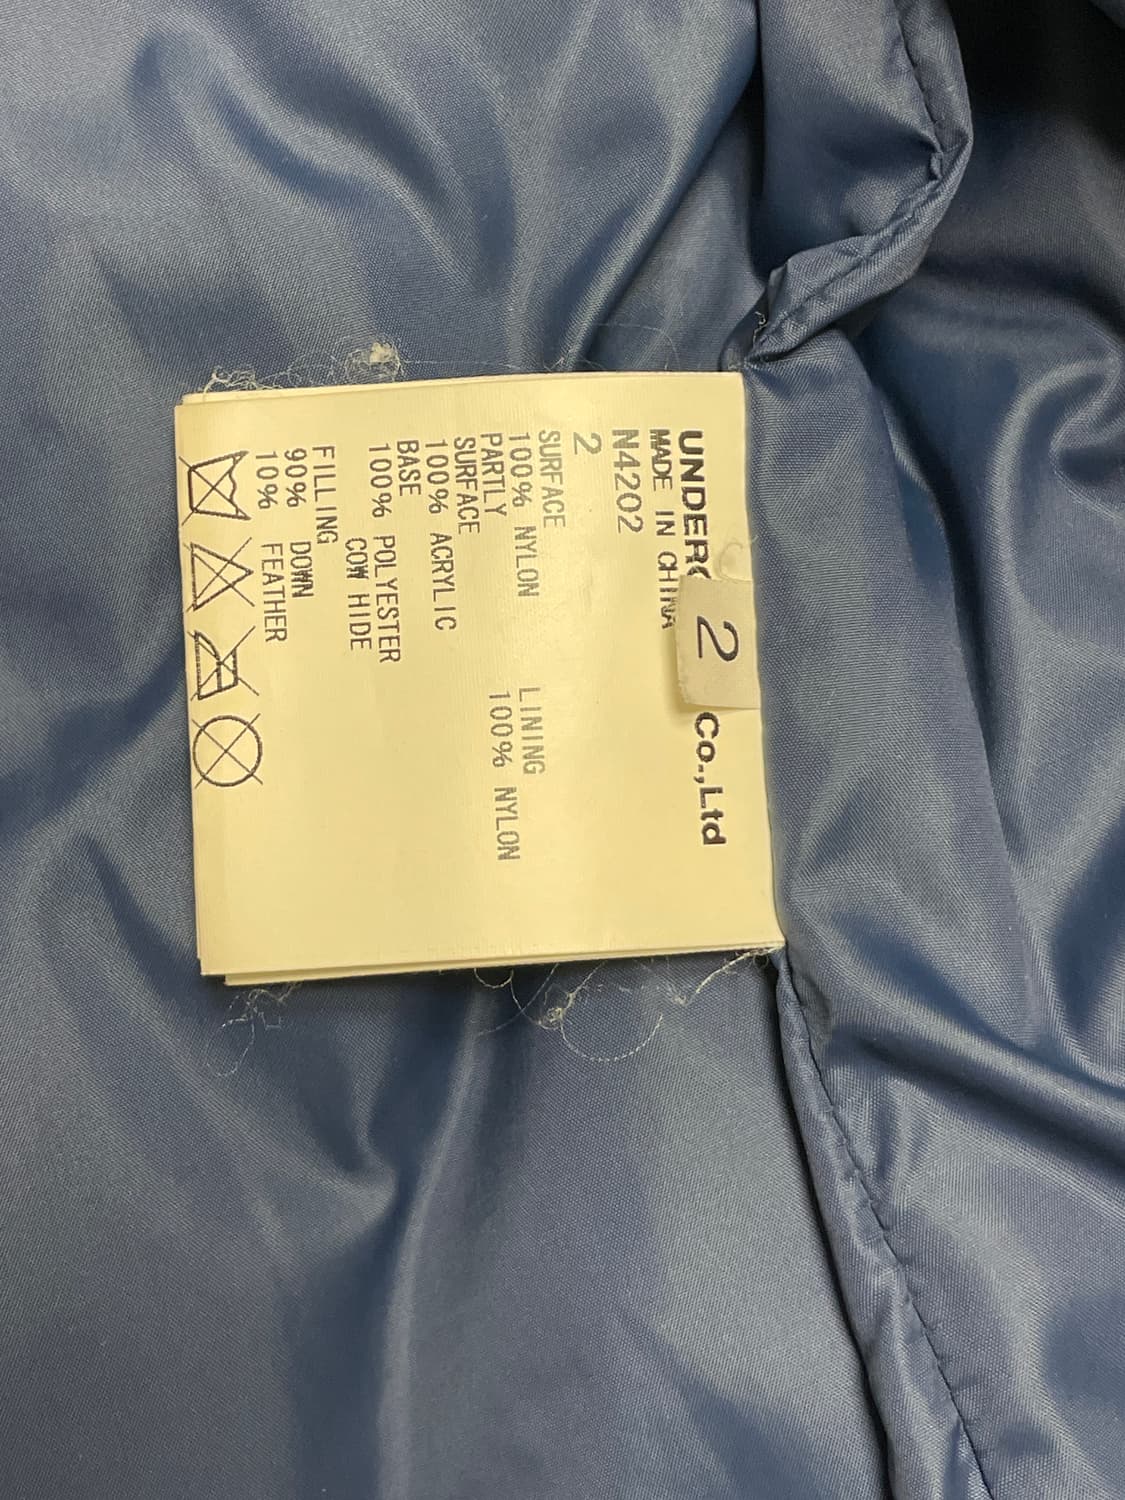 UNDERC Co.,Ltd
2
MADE IN CHINA
N4202
2
SURFACE
100% NYLON
PARTLY
SURFACE
100% ACRYLIC
BASE
100% POLYESTER
COW HIDE
LINING
100% NYLON
FILLING
90% DOWN
10% FEATHER